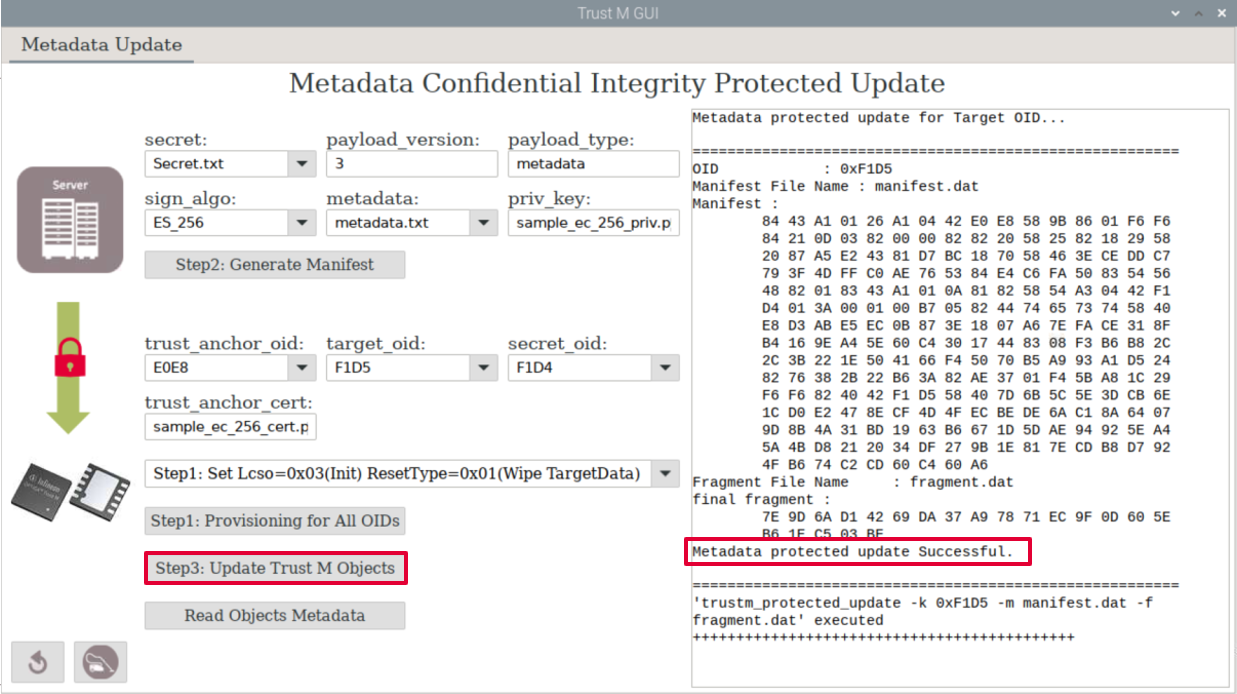 Trust M GUI
Metadata Update
Metadata Confidential Integrity Protected Update
Server
secret: payload_version: payload_type:
Secret.txt 3 metadata
sign_algo: metadata: priv_key:
ES_256 metadata.txt sample_ec_256_priv.p
Step2: Generate Manifest
trust_anchor_oid: target_oid: secret_oid:
E0E8 F1D5 F1D4
trust_anchor_cert:
sample_ec_256_cert.p
Step1: Set Lcso=0x03(Init) ResetType=0x01(Wipe TargetData)
Step1: Provisioning for All OIDs
Step3: Update Trust M Objects
Read Objects Metadata
Metadata protected update for Target OID...
========================================================
OID : 0xF1D5
Manifest File Name : manifest.dat
Manifest :
84 43 A1 01 26 A1 04 42 E0 E8 58 9B 86 01 F6 F6
84 21 0D 03 82 00 00 82 82 20 58 25 82 18 29 58
20 87 A5 E2 43 81 D7 BC 18 70 58 46 3E CE DD C7
79 3F 4D FF C0 AE 76 53 84 E4 C6 FA 50 83 54 56
48 82 01 83 43 A1 01 0A 81 82 58 54 A3 04 42 F1
D4 01 3A 00 01 00 B7 05 82 44 74 65 73 74 58 40
E8 D3 AB E5 EC 0B 87 3E 18 07 A6 7E FA CE 31 8F
B4 16 9E A4 5E 60 C4 30 17 44 83 08 F3 B6 B8 2C
2C 3B 22 1E 50 41 66 F4 50 70 B5 A9 93 A1 D5 24
82 76 38 2B 22 B6 3A 82 AE 37 01 F4 5B A8 1C 29
F6 F6 82 40 42 F1 D5 58 40 7D 6B 5C 5E 3D CB 6E
1C D0 E2 47 8E CF 4D 4F EC BE DE 6A C1 8A 64 07
9D 8B 4A 31 BD 19 63 B6 67 1D 5D AE 94 92 5E A4
5A 4B D8 21 20 34 DF 27 9B 1E 81 7E CD B8 D7 92
4F B6 74 C2 CD 60 C4 60 A6
Fragment File Name : fragment.dat
final fragment :
7E 9D 6A D1 42 69 DA 37 A9 78 71 EC 9F 0D 60 5E
B6 1E C5 03 BE
Metadata protected update Successful.
========================================================
'trustm_protected_update -k 0xF1D5 -m manifest.dat -f
fragment.dat' executed
++++++++++++++++++++++++++++++++++++++++++++